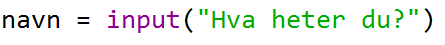 navn = input("Hva heter du?")